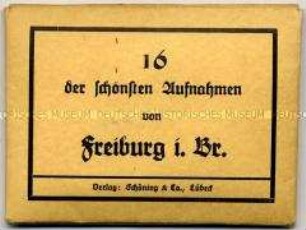 16
der schönsten Aufnahmen
von
Freiburg i. Br.
Verlag: Schöning & Co., Lübeck